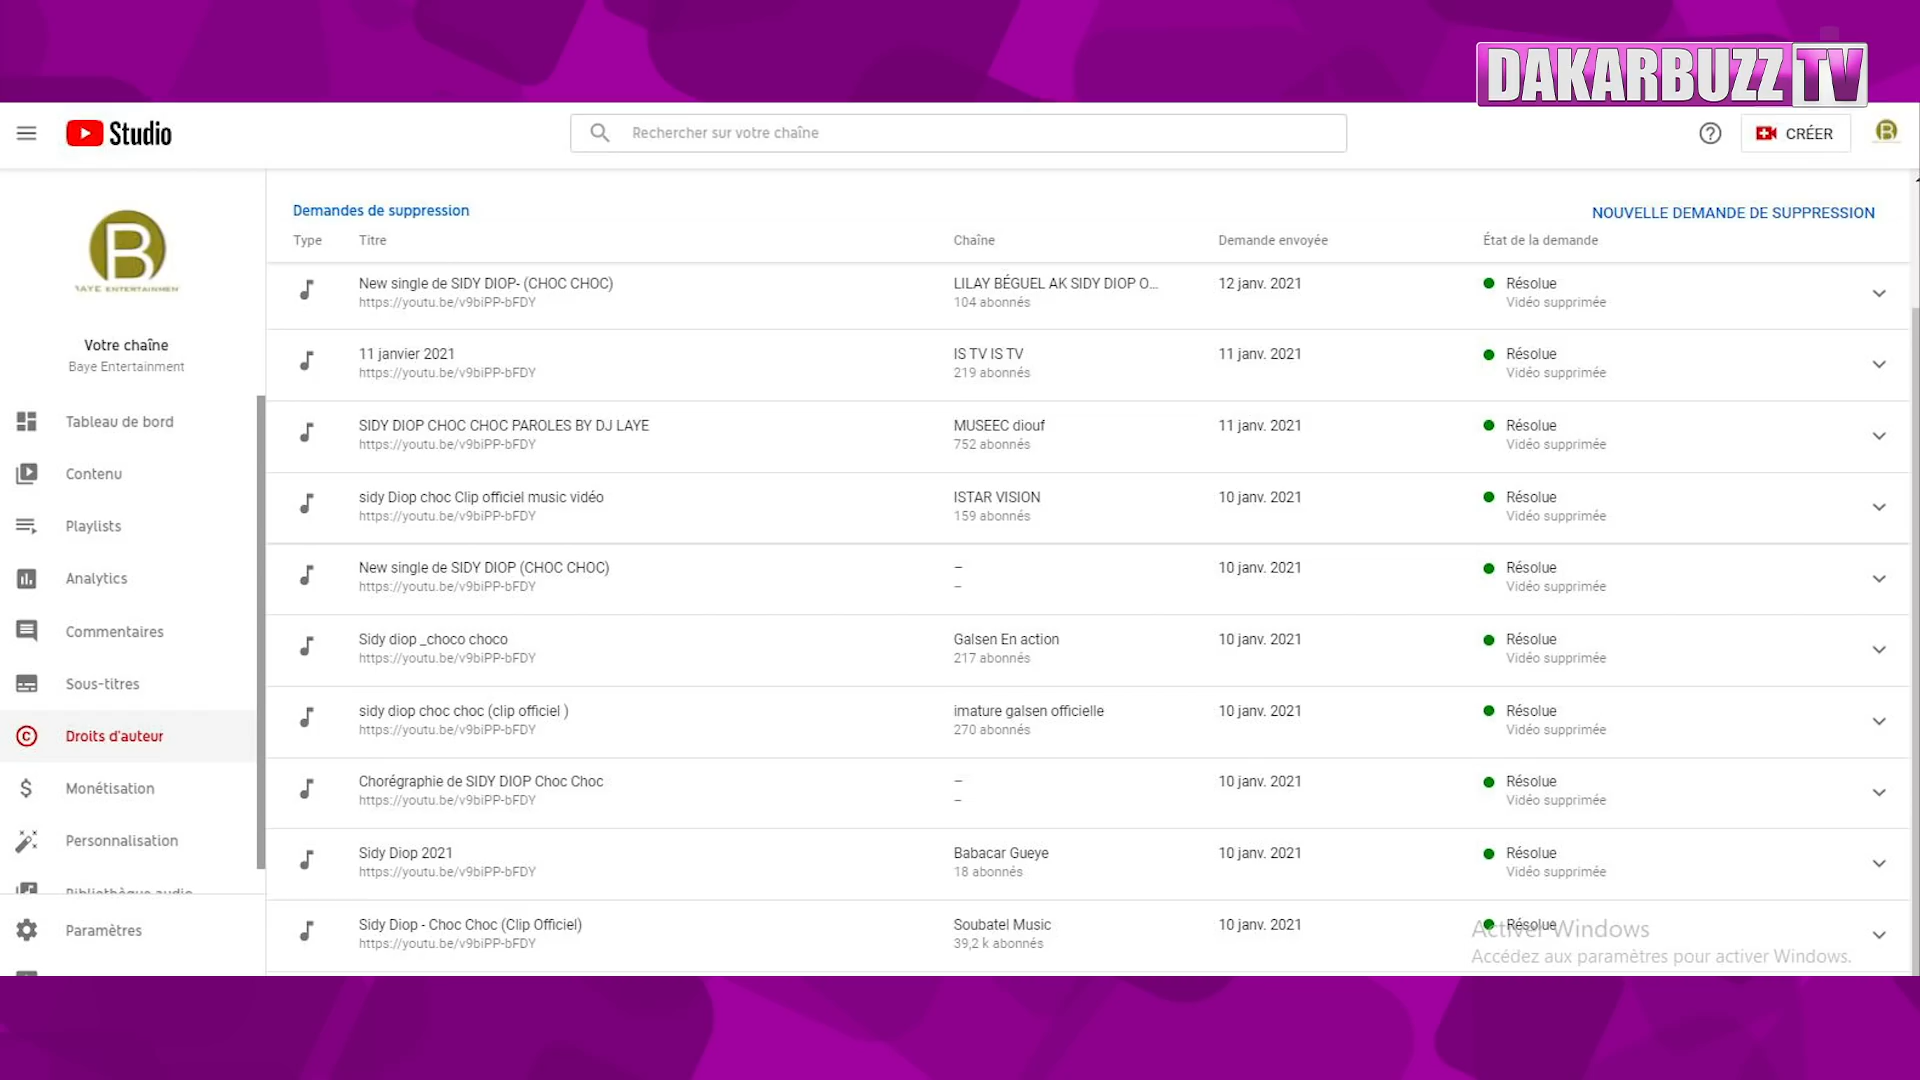 DAKARBUZZ TV
Studio
Rechercher sur votre chaîne
CRÉER
B
BAYE ENTERTAINMEN
Votre chaîne
Baye Entertainment
Tableau de bord
Contenu
Playlists
Analytics
Commentaires
Sous-titres
Droits d'auteur
Monétisation
Personnalisation
Bibliothèque audio
Paramètres
Demandes de suppression
NOUVELLE DEMANDE DE SUPPRESSION
Type Titre Chaîne Demande envoyée État de la demande
New single de SIDY DIOP- (CHOC CHOC) LILAY BÉGUEL AK SIDY DIOP O... 12 janv. 2021 Résolue
https://youtu.be/v9biPP-bFDY 104 abonnés Vidéo supprimée
11 janvier 2021 IS TV IS TV 11 janv. 2021 Résolue
https://youtu.be/v9biPP-bFDY 219 abonnés Vidéo supprimée
SIDY DIOP CHOC CHOC PAROLES BY DJ LAYE MUSEEC diouf 11 janv. 2021 Résolue
https://youtu.be/v9biPP-bFDY 752 abonnés Vidéo supprimée
sidy Diop choc Clip officiel music vidéo ISTAR VISION 10 janv. 2021 Résolue
https://youtu.be/v9biPP-bFDY 159 abonnés Vidéo supprimée
New single de SIDY DIOP (CHOC CHOC) – 10 janv. 2021 Résolue
https://youtu.be/v9biPP-bFDY – Vidéo supprimée
Sidy diop _choco choco Galsen En action 10 janv. 2021 Résolue
https://youtu.be/v9biPP-bFDY 217 abonnés Vidéo supprimée
sidy diop choc choc (clip officiel ) imature galsen officielle 10 janv. 2021 Résolue
https://youtu.be/v9biPP-bFDY 270 abonnés Vidéo supprimée
Chorégraphie de SIDY DIOP Choc Choc – 10 janv. 2021 Résolue
https://youtu.be/v9biPP-bFDY – Vidéo supprimée
Sidy Diop 2021 Babacar Gueye 10 janv. 2021 Résolue
https://youtu.be/v9biPP-bFDY 18 abonnés Vidéo supprimée
Sidy Diop - Choc Choc (Clip Officiel) Soubatel Music 10 janv. 2021 Résolue
https://youtu.be/v9biPP-bFDY 39,2 k abonnés
Activer Windows
Accédez aux paramètres pour activer Windows.